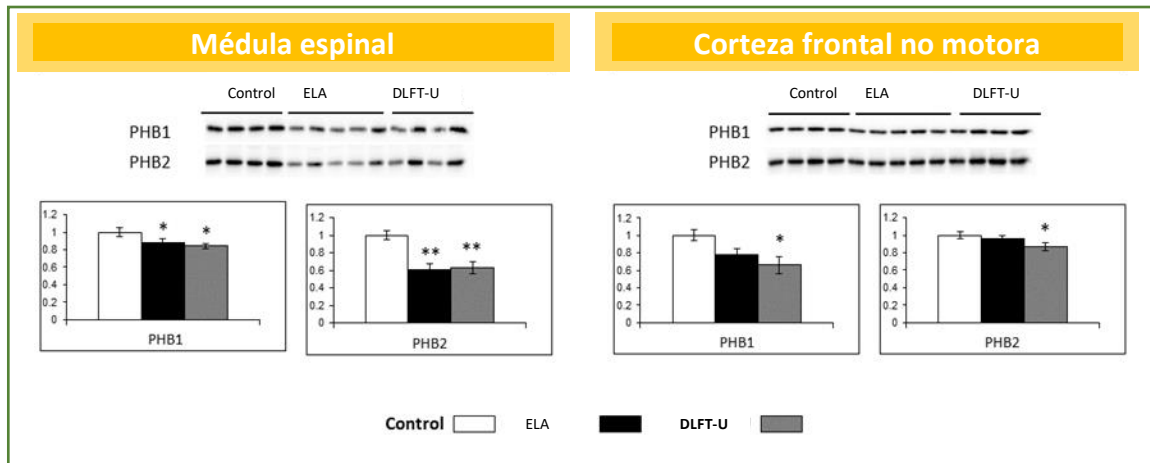 Médula espinal
Corteza frontal no motora
Control ELA DLFT-U
PHB1
PHB2
Control ELA DLFT-U
PHB1
PHB2
1.2
1
0.8
0.6
0.4
0.2
0
* *
PHB1
1.2
1
0.8
0.6
0.4
0.2
0
** **
PHB2
1.2
1
0.8
0.6
0.4
0.2
0
*
PHB1
1.2
1
0.8
0.6
0.4
0.2
0
*
PHB2
Control ELA DLFT-U